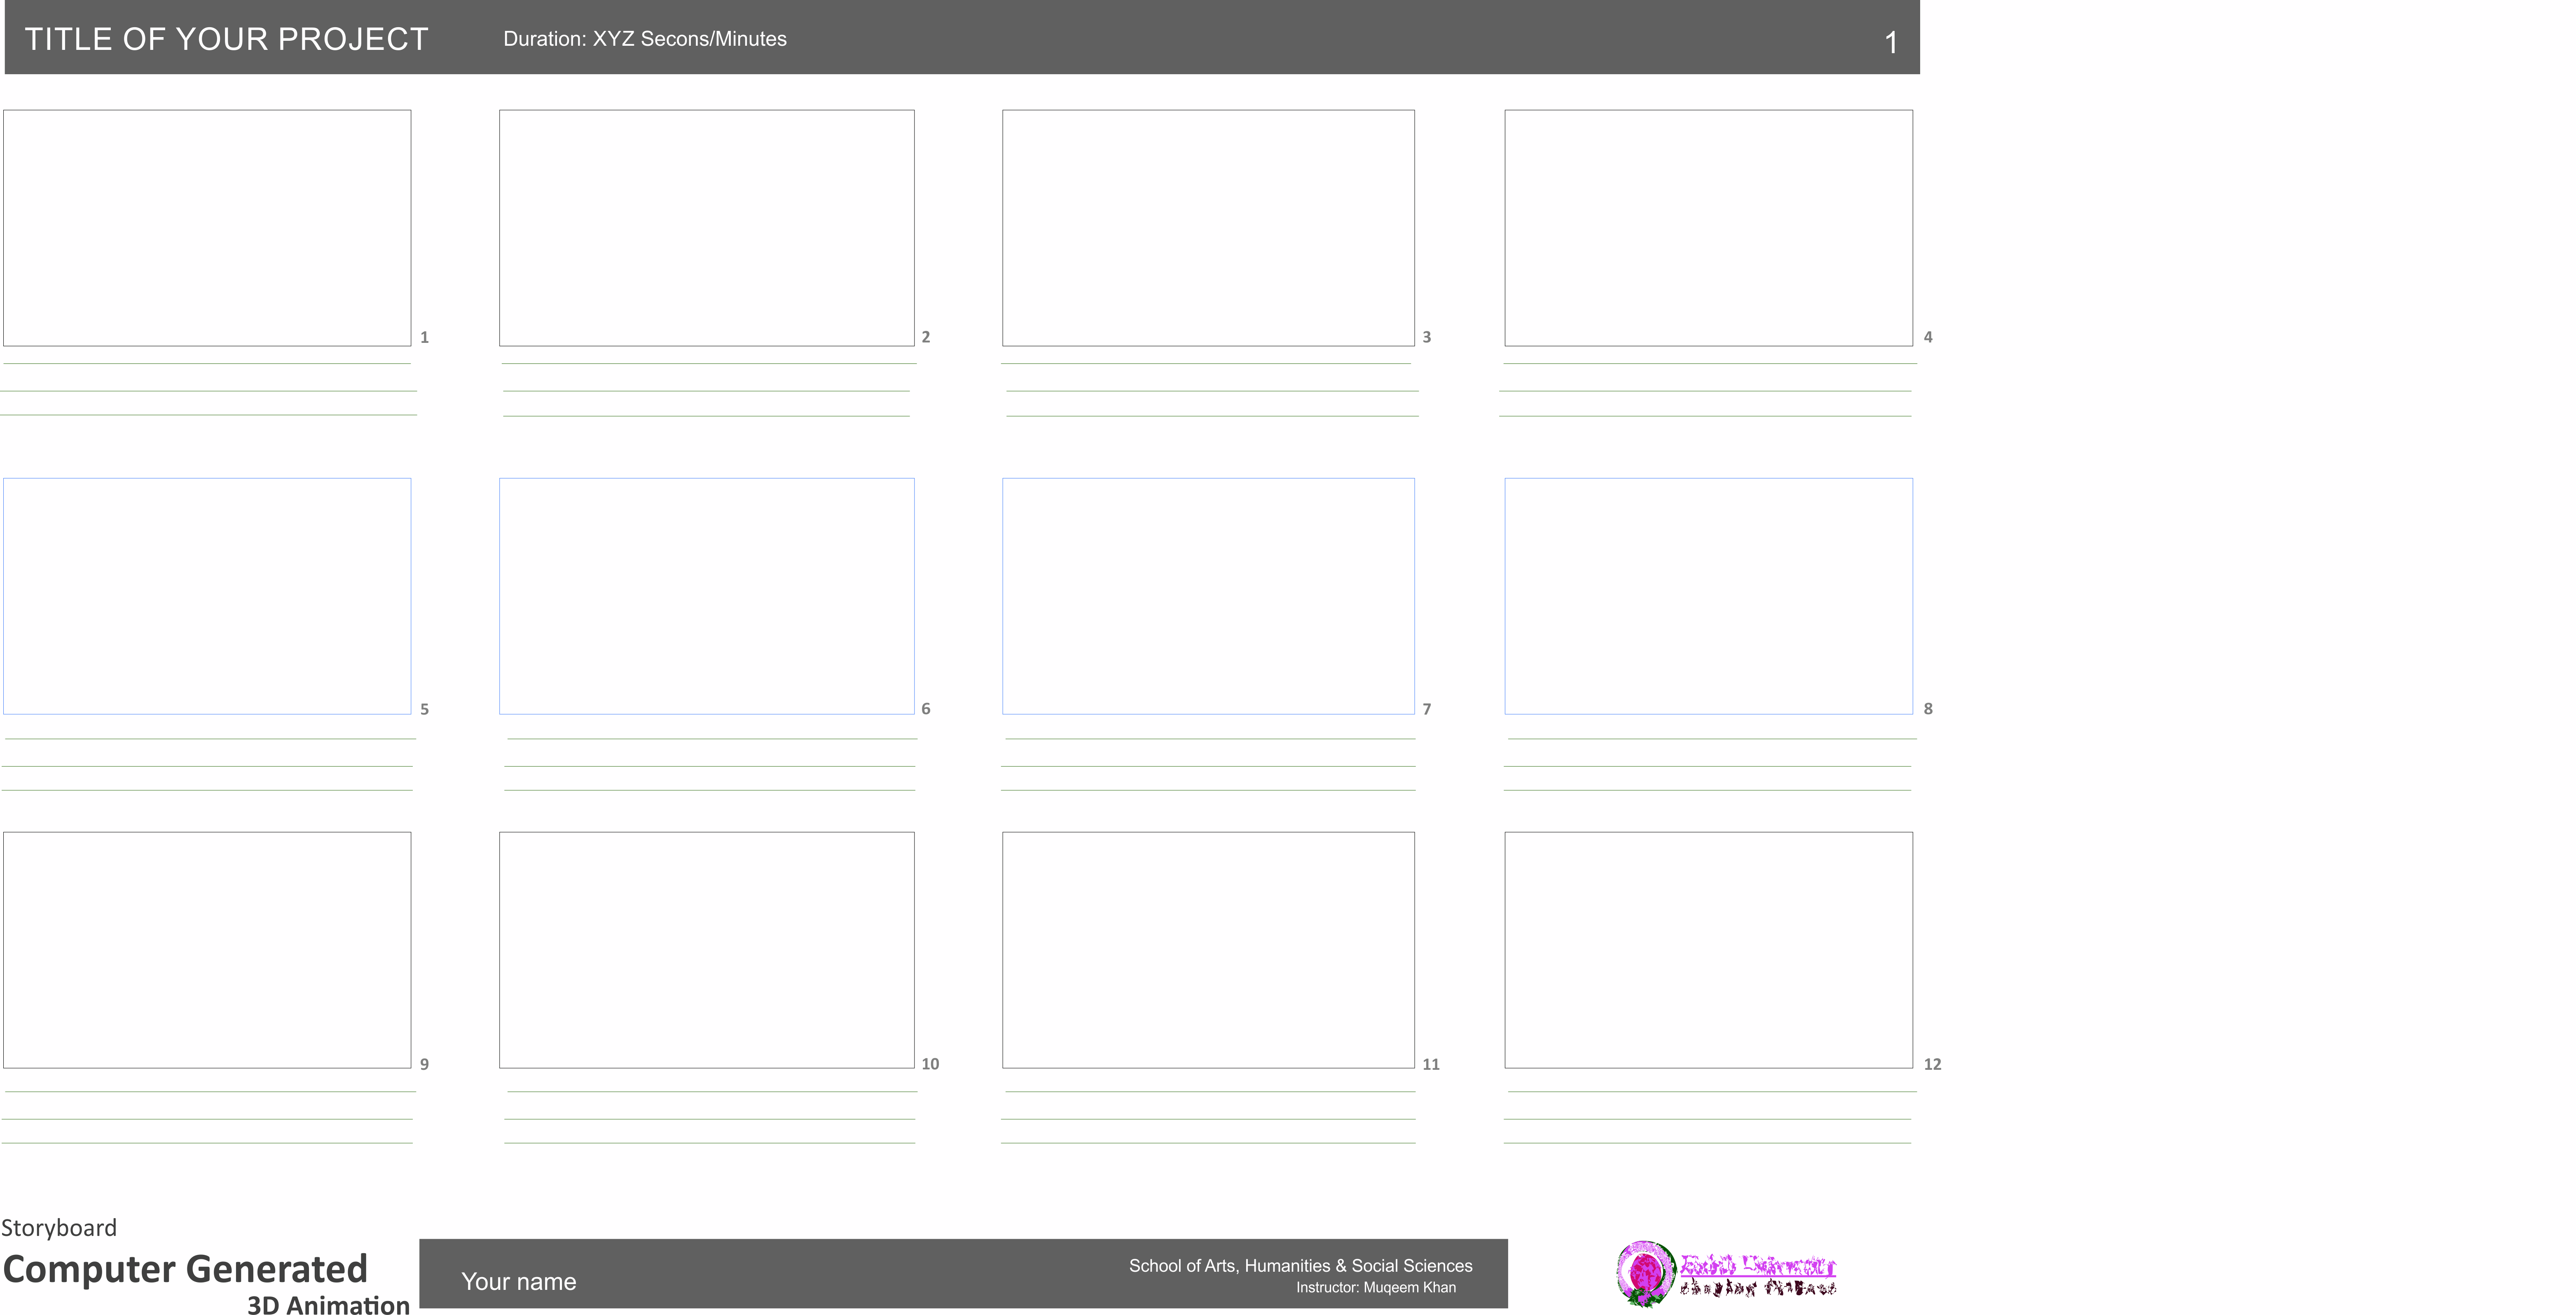 TITLE OF YOUR PROJECT
Duration: XYZ Secons/Minutes
1
1
2
3
4
5
6
7
8
9
10
11
12
Storyboard
Computer Generated
3D Animation
Your name
School of Arts, Humanities & Social Sciences
Instructor: Muqeem Khan